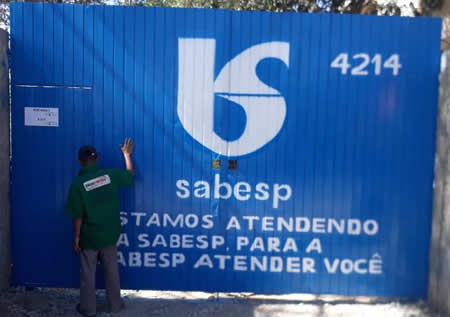 4214
sabesp
STAMOS ATENDENDO
A SABESP. PARA A
ABESP ATENDER VOCÊ